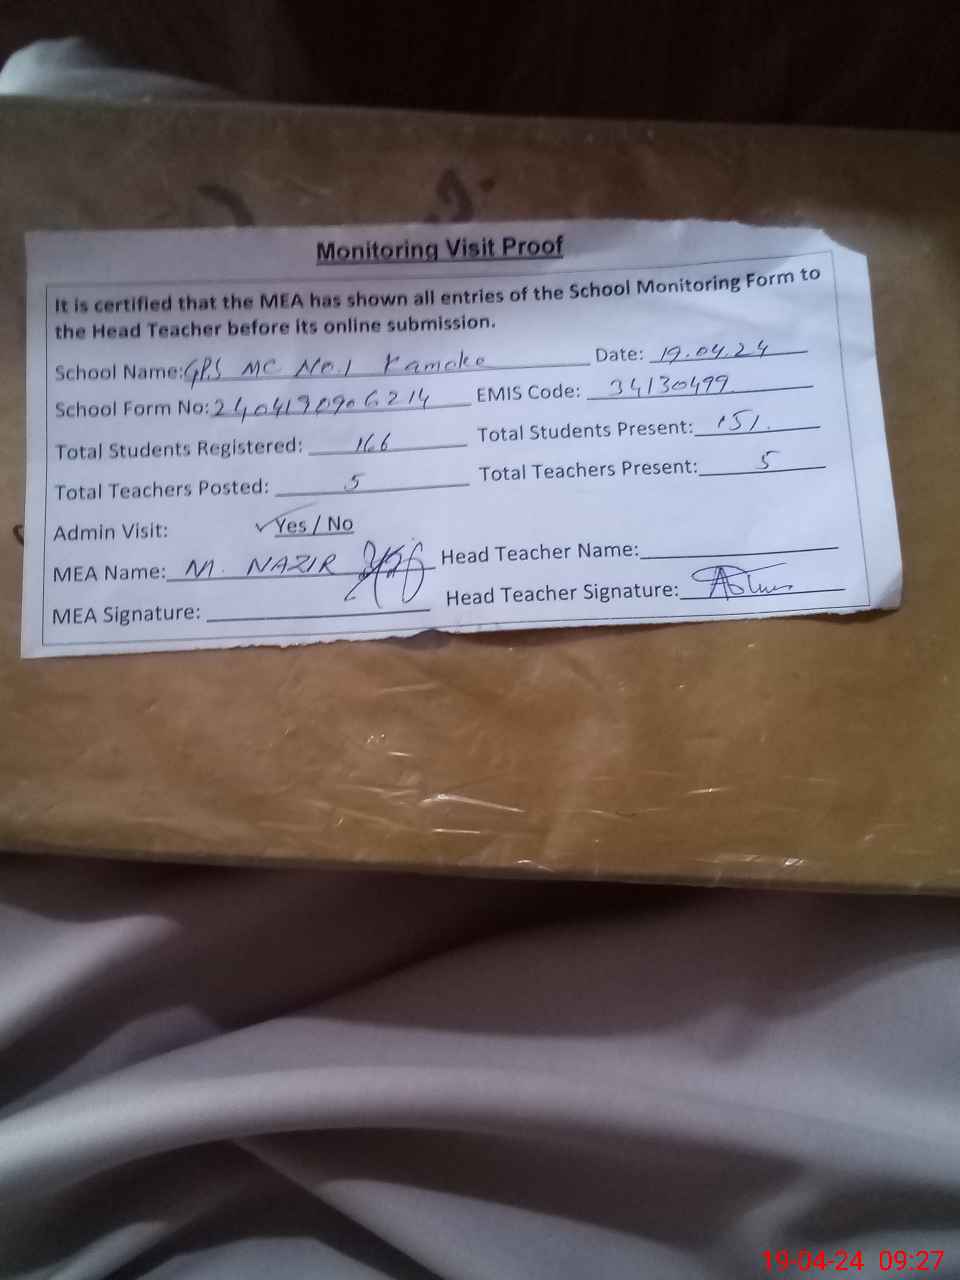 Monitoring Visit Proof
It is certified that the MEA has shown all entries of the School Monitoring Form to
the Head Teacher before its online submission.
School Name: GPS MC No.1 Kamoke Date: 19.04.24
School Form No: 2404190906214 EMIS Code: 34130499
Total Students Registered: 166 Total Students Present: 151.
Total Teachers Posted: 5 Total Teachers Present: 5
Admin Visit: ✓Yes / No
MEA Name: M. NAZIR Head Teacher Name:
MEA Signature: Head Teacher Signature:
19-04-24 09:27